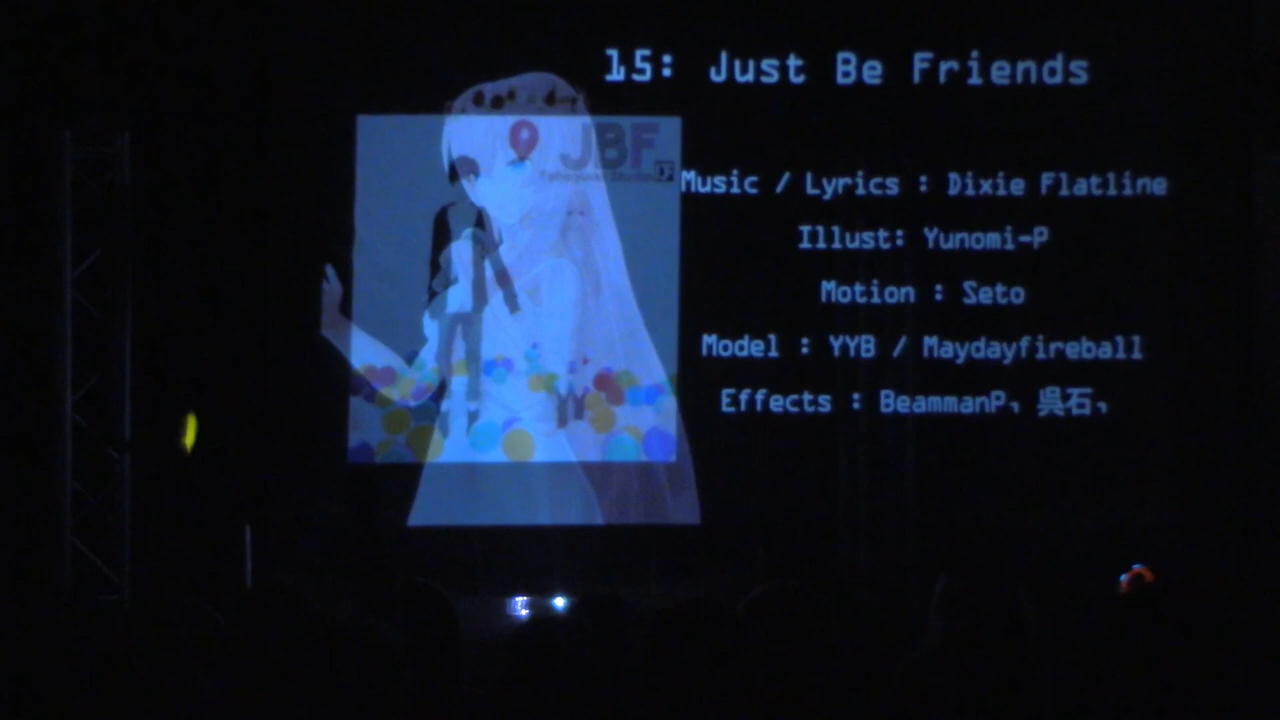 15: Just Be Friends
JBF
Music / Lyrics : Dixie Flatline
Illust: Yunomi-P
Motion : Seto
Model : YYB / Maydayfireball
Effects : BeammanP、呉石、